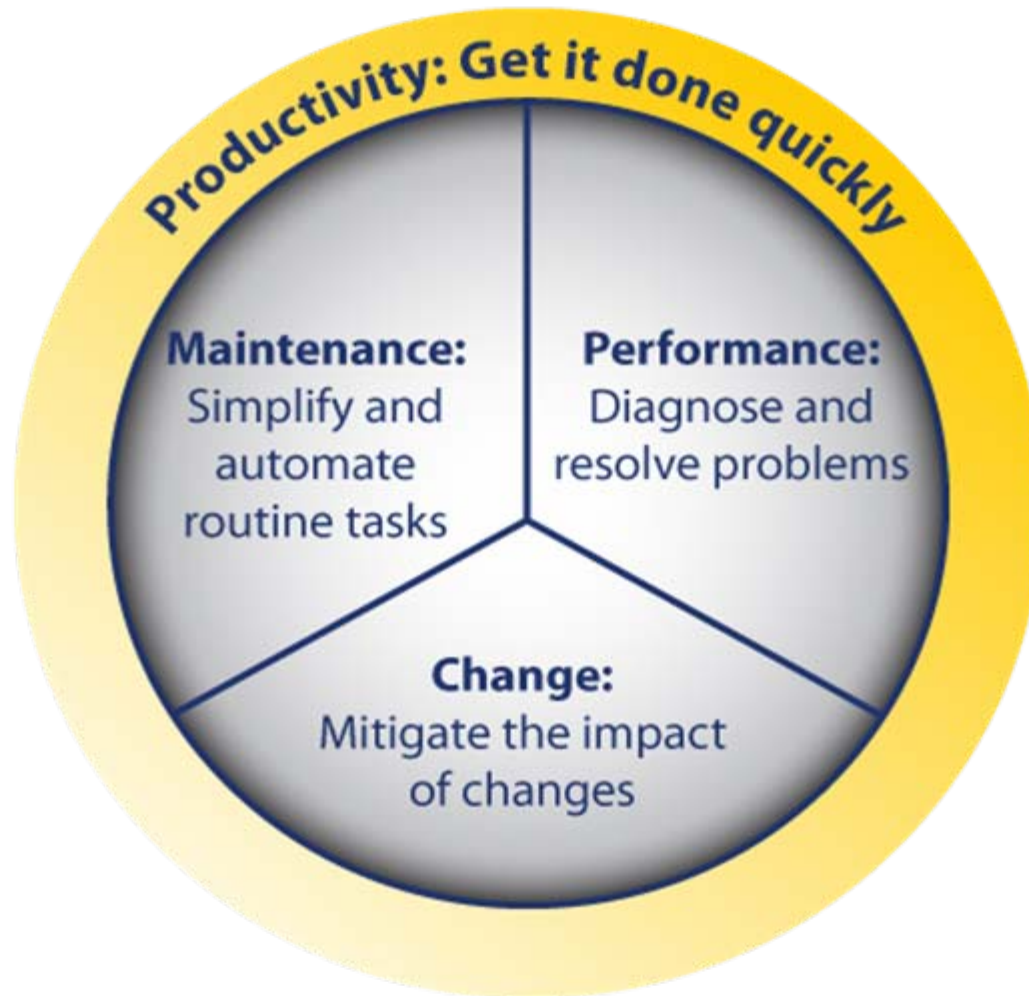 Productivity: Get it done quickly
Maintenance:
Simplify and
automate
routine tasks
Performance:
Diagnose and
resolve problems
Change:
Mitigate the impact
of changes